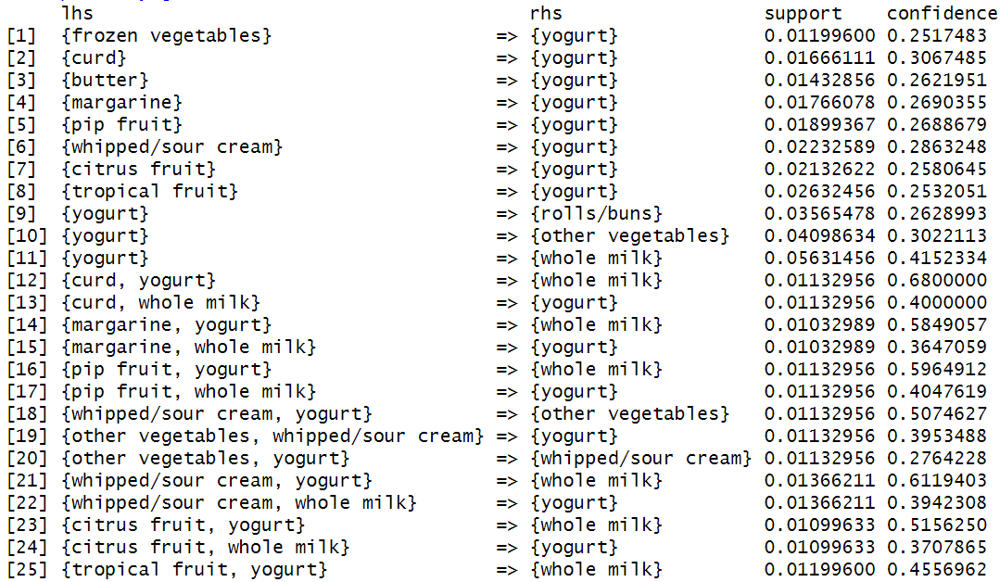 lhs rhs support confidence
[1] {frozen vegetables} => {yogurt} 0.01199600 0.2517483
[2] {curd} => {yogurt} 0.01666111 0.3067485
[3] {butter} => {yogurt} 0.01432856 0.2621951
[4] {margarine} => {yogurt} 0.01766078 0.2690355
[5] {pip fruit} => {yogurt} 0.01899367 0.2688679
[6] {whipped/sour cream} => {yogurt} 0.02232589 0.2863248
[7] {citrus fruit} => {yogurt} 0.02132622 0.2580645
[8] {tropical fruit} => {yogurt} 0.02632456 0.2532051
[9] {yogurt} => {rolls/buns} 0.03565478 0.2628993
[10] {yogurt} => {other vegetables} 0.04098634 0.3022113
[11] {yogurt} => {whole milk} 0.05631456 0.4152334
[12] {curd, yogurt} => {whole milk} 0.01132956 0.6800000
[13] {curd, whole milk} => {yogurt} 0.01132956 0.4000000
[14] {margarine, yogurt} => {whole milk} 0.01032989 0.5849057
[15] {margarine, whole milk} => {yogurt} 0.01032989 0.3647059
[16] {pip fruit, yogurt} => {whole milk} 0.01132956 0.5964912
[17] {pip fruit, whole milk} => {yogurt} 0.01132956 0.4047619
[18] {whipped/sour cream, yogurt} => {other vegetables} 0.01132956 0.5074627
[19] {other vegetables, whipped/sour cream} => {yogurt} 0.01132956 0.3953488
[20] {other vegetables, yogurt} => {whipped/sour cream} 0.01132956 0.2764228
[21] {whipped/sour cream, yogurt} => {whole milk} 0.01366211 0.6119403
[22] {whipped/sour cream, whole milk} => {yogurt} 0.01366211 0.3942308
[23] {citrus fruit, yogurt} => {whole milk} 0.01099633 0.5156250
[24] {citrus fruit, whole milk} => {yogurt} 0.01099633 0.3707865
[25] {tropical fruit, yogurt} => {whole milk} 0.01199600 0.4556962